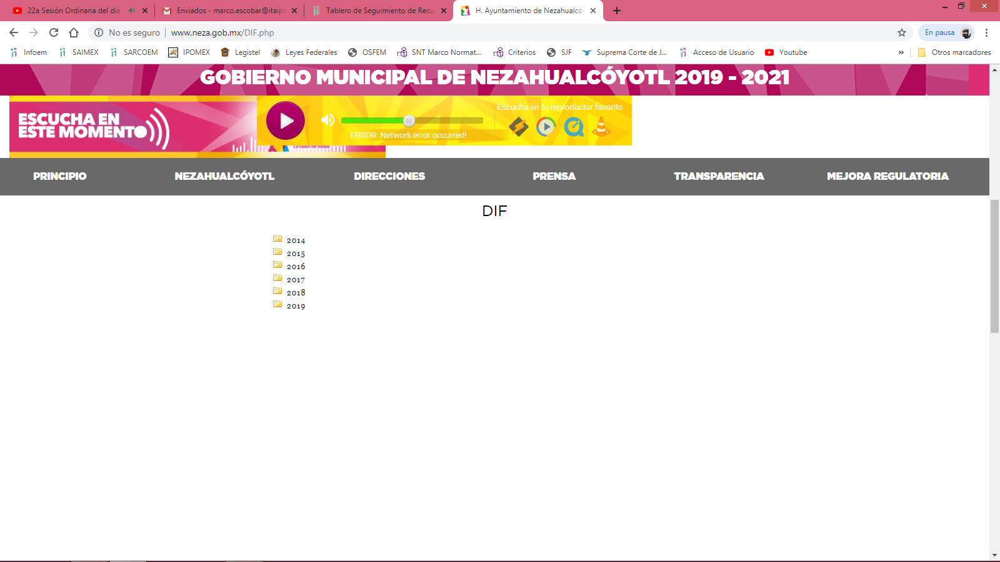 22a Sesión Ordinaria del día
Enviados - marco.escobar@itaipe
Tablero de Seguimiento de Recu
H. Ayuntamiento de Nezahualcóy
No es seguro
www.neza.gob.mx/DIF.php
En pausa
Infoem
SAIMEX
SARCOEM
IPOMEX
Legistel
Leyes Federales
OSFEM
SNT Marco Normat...
Criterios
SJF
Suprema Corte de J...
Acceso de Usuario
Youtube
»
Otros marcadores
GOBIERNO MUNICIPAL DE NEZAHUALCÓYOTL 2019 - 2021
ESCUCHA EN
ESTE MOMENTO
La radio de todos
Escucha en tu reproductor favorito
ERROR: Network error occurred!
PRINCIPIO
NEZAHUALCÓYOTL
DIRECCIONES
PRENSA
TRANSPARENCIA
MEJORA REGULATORIA
DIF
2014
2015
2016
2017
2018
2019